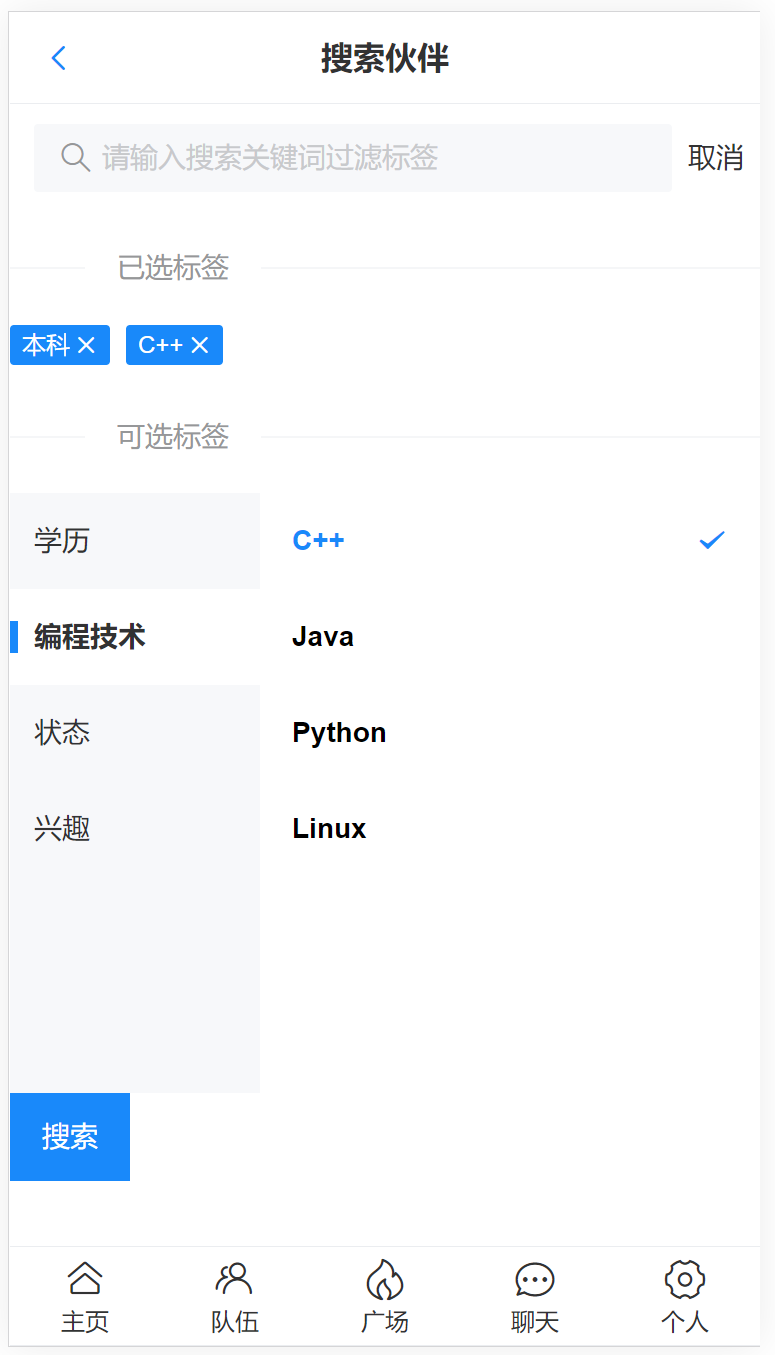 搜索伙伴
请输入搜索关键词过滤标签 取消
已选标签
本科 C++
可选标签
学历 C++
编程技术 Java
状态 Python
兴趣 Linux
搜索
主页 队伍 广场 聊天 个人